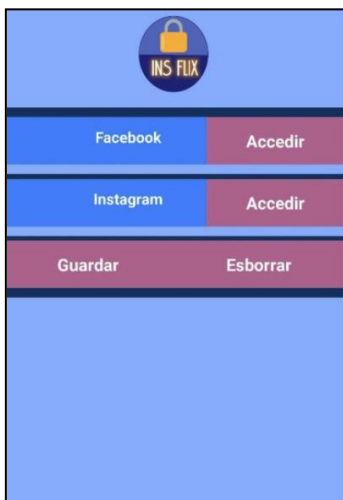 INS FLIX
Facebook Accedir
Instagram Accedir
Guardar Esborrar